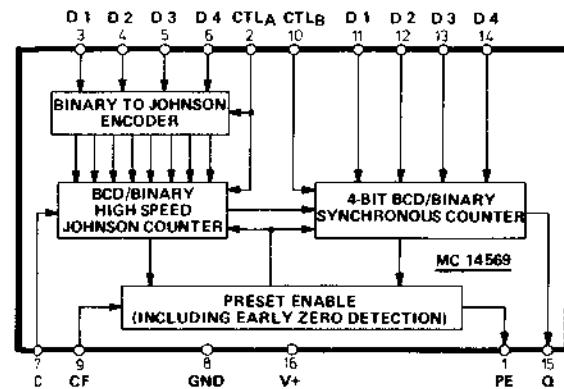 D 1 D 2 D 3 D 4 CTLA CTLB D 1 D 2 D 3 D 4
3 4 5 6 2 10 11 12 13 14
BINARY TO JOHNSON
ENCODER
BCD/BINARY
HIGH SPEED
JOHNSON COUNTER
4-BIT BCD/BINARY
SYNCHRONOUS COUNTER
MC 14569
PRESET ENABLE
(INCLUDING EARLY ZERO DETECTION)
7 9 8 16 1 15
C CF GND V+ PE Q